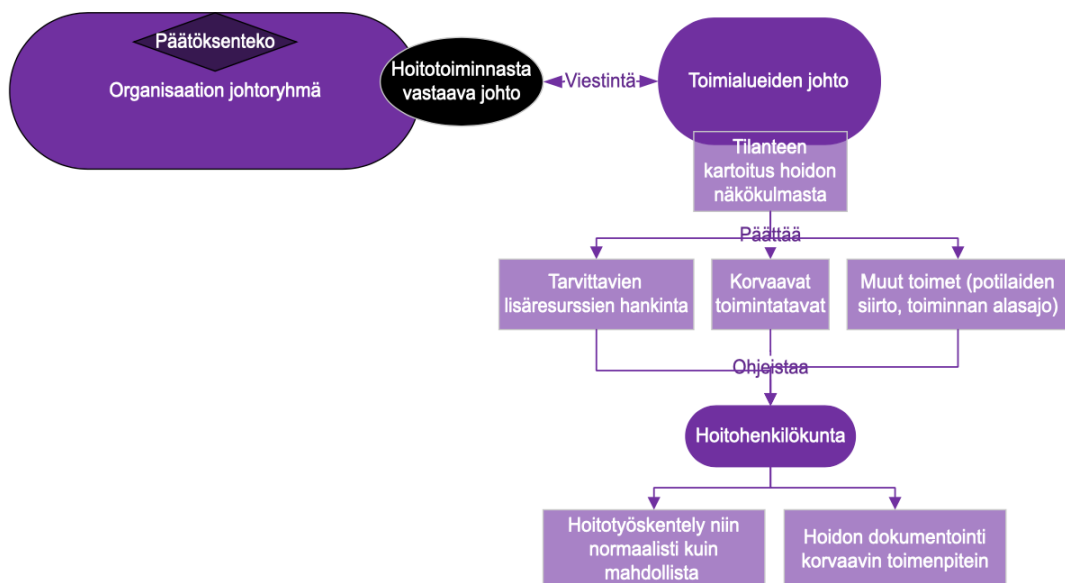 Päätöksenteko
Organisaation johtoryhmä
Hoitotoiminnasta
vastaava johto
Viestintä
Toimialueiden johto
Tilanteen
kartoitus hoidon
näkökulmasta
Päättää
Tarvittavien
lisäresurssien hankinta
Korvaavat
toimintatavat
Muut toimet (potilaiden
siirto, toiminnan alasajo)
Ohjeistaa
Hoitohenkilökunta
Hoitotyöskentely niin
normaalisti kuin
mahdollista
Hoidon dokumentointi
korvaavin toimenpitein